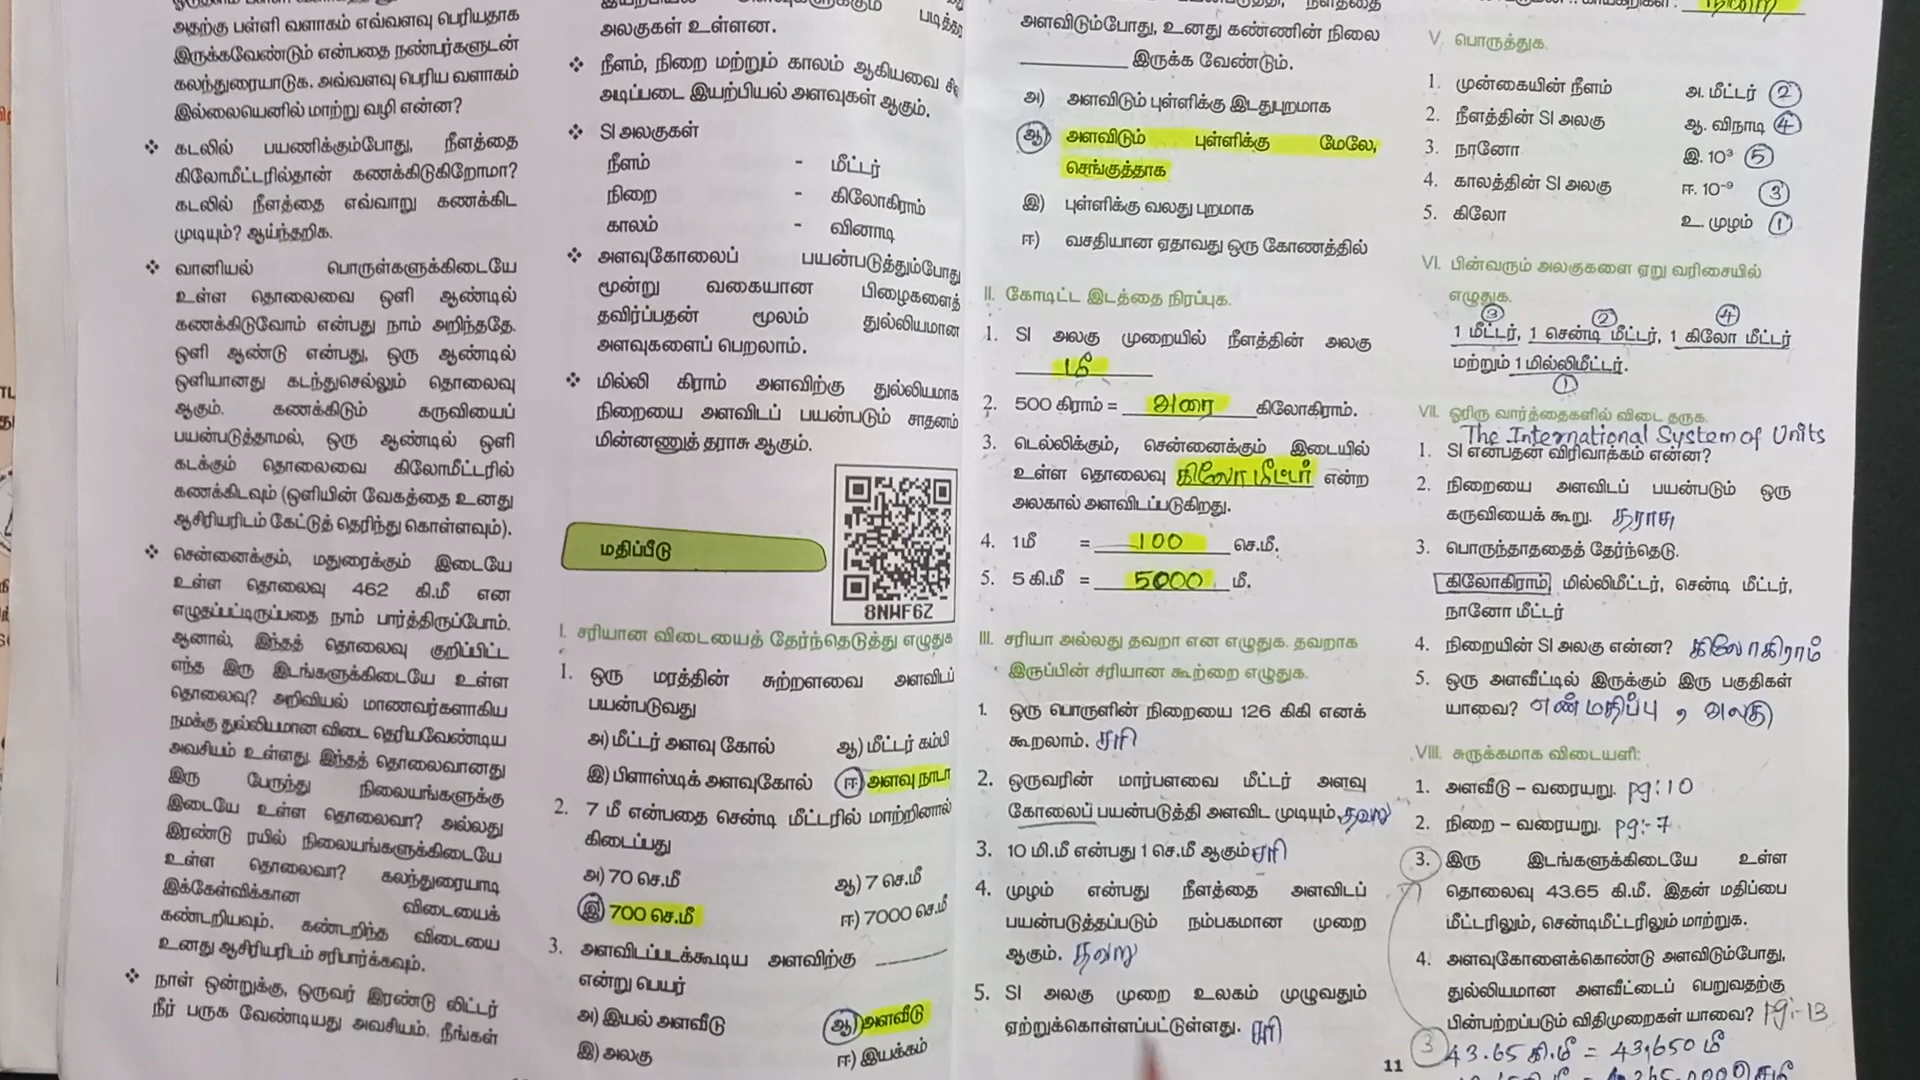 அதற்கு பள்ளி வளாகம் எவ்வளவு பெரியதாக
இருக்கவேண்டும் என்பதை நண்பர்களுடன்
கலந்துரையாடுக. அவ்வளவு பெரிய வளாகம்
இல்லையெனில் மாற்று வழி என்ன?
❖ கடலில் பயணிக்கும்போது, நீளத்தை
கிலோமீட்டரில்தான் கணக்கிடுகிறோமா?
கடலில் நீளத்தை எவ்வாறு கணக்கிட
முடியும்? ஆய்ந்தறிக.
❖ வானியல் பொருள்களுக்கிடையே
உள்ள தொலைவை ஒளி ஆண்டில்
கணக்கிடுவோம் என்பது நாம் அறிந்ததே.
ஒளி ஆண்டு என்பது, ஒரு ஆண்டில்
ஒளியானது கடந்துசெல்லும் தொலைவு
ஆகும். கணக்கிடும் கருவியைப்
பயன்படுத்தாமல், ஒரு ஆண்டில் ஒளி
கடக்கும் தொலைவை கிலோமீட்டரில்
கணக்கிடவும் (ஒளியின் வேகத்தை உனது
ஆசிரியரிடம் கேட்டுத் தெரிந்து கொள்ளவும்).
❖ சென்னைக்கும், மதுரைக்கும் இடையே
உள்ள தொலைவு 462 கி.மீ என
எழுதப்பட்டிருப்பதை நாம் பார்த்திருப்போம்.
ஆனால், இந்தத் தொலைவு குறிப்பிட்ட
எந்த இரு இடங்களுக்கிடையே உள்ள
தொலைவு? அறிவியல் மாணவர்களாகிய
நமக்கு துல்லியமான விடை தெரியவேண்டிய
அவசியம் உள்ளது. இந்தத் தொலைவானது
இரு பேருந்து நிலையங்களுக்கு
இடையே உள்ள தொலைவா? அல்லது
இரண்டு ரயில் நிலையங்களுக்கிடையே
உள்ள தொலைவா? கலந்துரையாடி
இக்கேள்விக்கான விடையைக்
கண்டறியவும். கண்டறிந்த விடையை
உனது ஆசிரியரிடம் சரிபார்க்கவும்.
❖ நாள் ஒன்றுக்கு, ஒருவர் இரண்டு லிட்டர்
நீர் பருக வேண்டியது அவசியம். நீங்கள்
அலகுகள் உள்ளன.
❖ நீளம், நிறை மற்றும் காலம் ஆகியவை
அடிப்படை இயற்பியல் அளவுகள் ஆகும்.
❖ SI அலகுகள்
நீளம் - மீட்டர்
நிறை - கிலோகிராம்
காலம் - வினாடி
❖ அளவுகோலைப் பயன்படுத்தும்போது
மூன்று வகையான பிழைகளைத்
தவிர்ப்பதன் மூலம் துல்லியமான
அளவுகளைப் பெறலாம்.
❖ மில்லி கிராம் அளவிற்கு துல்லியமாக
நிறையை அளவிடப் பயன்படும் சாதனம்
மின்னணுத் தராசு ஆகும்.
மதிப்பீடு
8NWF6Z
I. சரியான விடையைத் தேர்ந்தெடுத்து எழுதுக
1. ஒரு மரத்தின் சுற்றளவை அளவிடப்
பயன்படுவது
அ) மீட்டர் அளவு கோல் ஆ) மீட்டர் கம்பி
இ) பிளாஸ்டிக் அளவுகோல் ஈ) அளவு நாடா
2. 7 மீ என்பதை சென்டி மீட்டரில் மாற்றினால்
கிடைப்பது
அ) 70 செ.மீ ஆ) 7 செ.மீ
இ) 700 செ.மீ ஈ) 7000 செ.மீ
3. அளவிடப்படக்கூடிய அளவிற்கு ______
என்று பெயர்
அ) இயல் அளவீடு ஆ) அளவீடு
இ) அலகு ஈ) இயக்கம்
அளவிடும்போது, உனது கண்ணின் நிலை
__________ இருக்க வேண்டும்.
அ) அளவிடும் புள்ளிக்கு இடதுபுறமாக
ஆ) அளவிடும் புள்ளிக்கு மேலே,
செங்குத்தாக
இ) புள்ளிக்கு வலது புறமாக
ஈ) வசதியான ஏதாவது ஒரு கோணத்தில்
II. கோடிட்ட இடத்தை நிரப்புக.
1. SI அலகு முறையில் நீளத்தின் அலகு
மீ
2. 500 கிராம் = அரை கிலோகிராம்.
3. டெல்லிக்கும், சென்னைக்கும் இடையில்
உள்ள தொலைவு கிலோ மீட்டர் என்ற
அலகால் அளவிடப்படுகிறது.
4. 1மீ = 100 செ.மீ.
5. 5 கி.மீ = 5000 மீ.
III. சரியா அல்லது தவறா என எழுதுக. தவறாக
இருப்பின் சரியான கூற்றை எழுதுக.
1. ஒரு பொருளின் நிறையை 126 கிகி எனக்
கூறலாம். சரி
2. ஒருவரின் மார்பளவை மீட்டர் அளவு
கோலைப் பயன்படுத்தி அளவிட முடியும். தவறு
3. 10 மி.மீ என்பது 1 செ.மீ ஆகும் சரி
4. முழம் என்பது நீளத்தை அளவிடப்
பயன்படுத்தப்படும் நம்பகமான முறை
ஆகும். தவறு
5. SI அலகு முறை உலகம் முழுவதும்
ஏற்றுக்கொள்ளப்பட்டுள்ளது. சரி
11
நிறை
V. பொருத்துக.
1. முன்கையின் நீளம் அ. மீட்டர் 2
2. நீளத்தின் SI அலகு ஆ. விநாடி 4
3. நானோ இ. 10³ 5
4. காலத்தின் SI அலகு ஈ. 10⁻⁹ 3
5. கிலோ உ. முழம் 1
VI. பின்வரும் அலகுகளை ஏறு வரிசையில்
எழுதுக.
3 2 4
1 மீட்டர், 1 சென்டி மீட்டர், 1 கிலோ மீட்டர்
மற்றும் 1 மில்லிமீட்டர்.
1
VII. ஓரிரு வார்த்தைகளில் விடை தருக.
The International System of Units
1. SI என்பதன் விரிவாக்கம் என்ன?
2. நிறையை அளவிடப் பயன்படும் ஒரு
கருவியைக் கூறு. தராசு
3. பொருந்தாததைத் தேர்ந்தெடு.
கிலோகிராம், மில்லிமீட்டர், சென்டி மீட்டர்,
நானோ மீட்டர்
4. நிறையின் SI அலகு என்ன? கிலோகிராம்
5. ஒரு அளவீட்டில் இருக்கும் இரு பகுதிகள்
யாவை? எண்மதிப்பு , அலகு
VIII. சுருக்கமாக விடையளி:
1. அளவீடு – வரையறு. pg:10
2. நிறை – வரையறு. pg:-7
3. இரு இடங்களுக்கிடையே உள்ள
தொலைவு 43.65 கி.மீ. இதன் மதிப்பை
மீட்டரிலும், சென்டிமீட்டரிலும் மாற்றுக.
4. அளவுகோளைக்கொண்டு அளவிடும்போது,
துல்லியமான அளவீட்டைப் பெறுவதற்கு
பின்பற்றப்படும் விதிமுறைகள் யாவை? Pg:-13
3 43.65 கி.மீ = 43,650 மீ